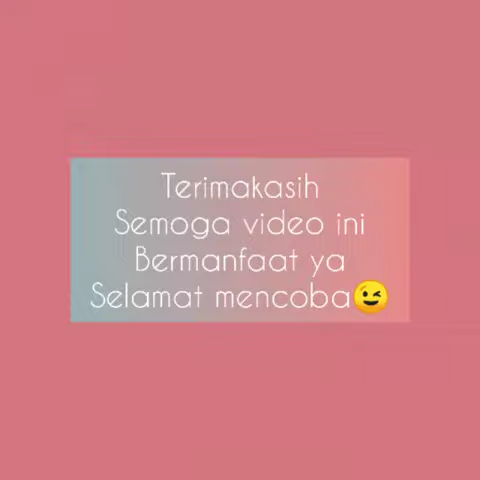 Terimakasih
Semoga video ini
Bermanfaat ya
Selamat mencoba😉